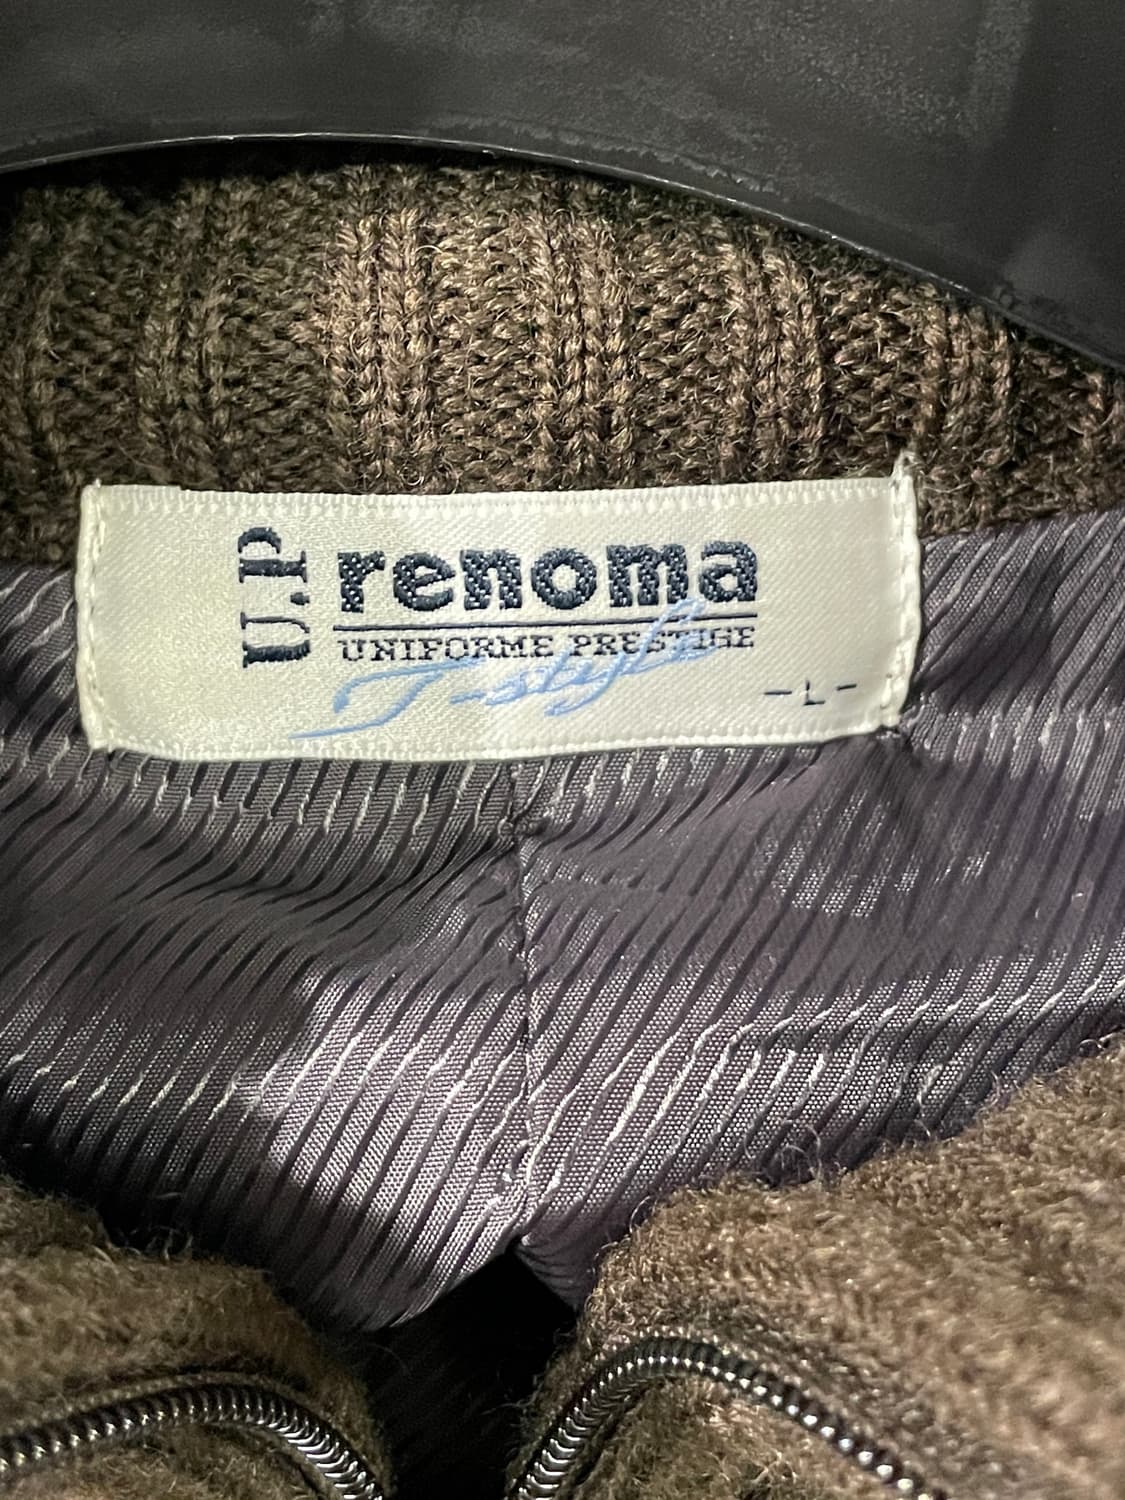 U.P
renoma
UNIFORME PRESTIGE
J-style
-L-